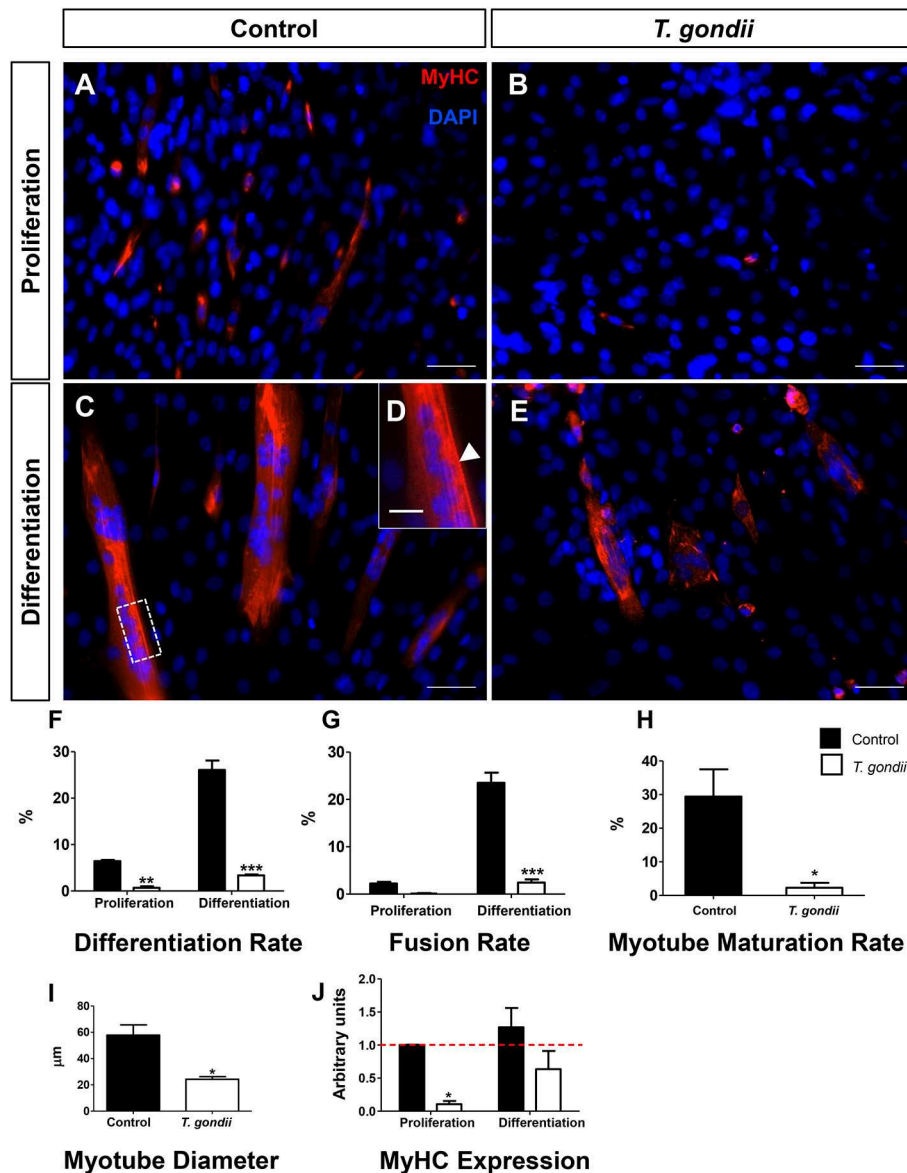 Control
T. gondii
Proliferation
A
MyHC
DAPI
B
Differentiation
C
D
E
F
30
20
10
0
%
**
***
Proliferation
Differentiation
Differentiation Rate
G
30
20
10
0
%
***
Proliferation
Differentiation
Fusion Rate
H
Control
T. gondii
40
30
20
10
0
%
*
Control
T. gondii
Myotube Maturation Rate
I
80
60
40
20
0
µm
*
Control
T. gondii
Myotube Diameter
J
2.0
1.5
1.0
0.5
0.0
Arbitrary units
*
Proliferation
Differentiation
MyHC Expression